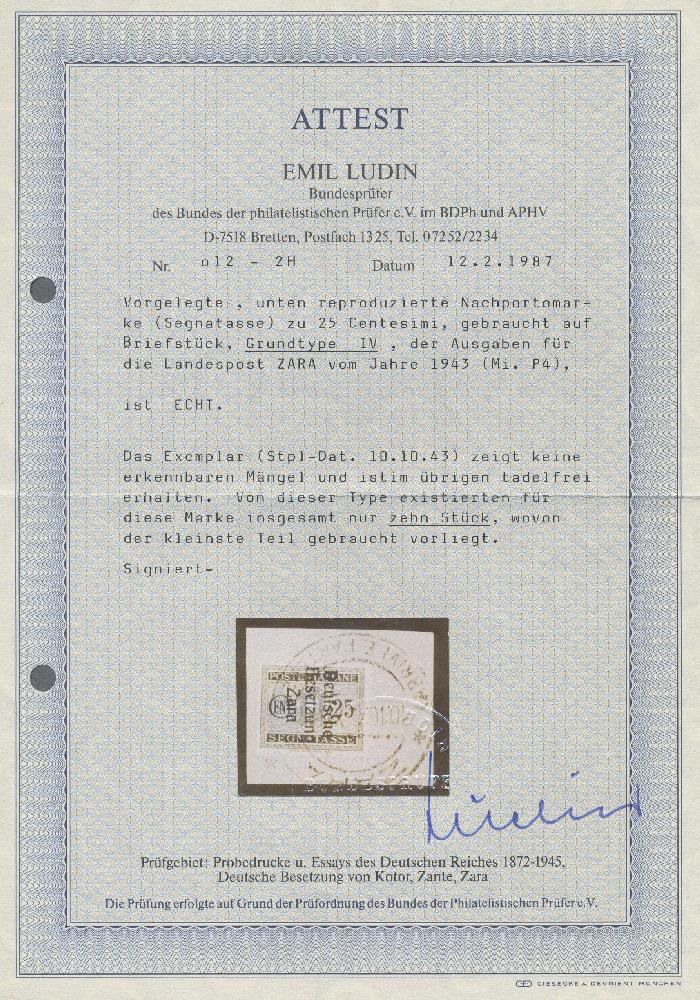 ATTEST
EMIL LUDIN
Bundesprüfer
des Bundes der philatelistischen Prüfer e.V. im BDPh und APHV
D-7518 Bretten, Postfach 1325, Tel. 07252/2234
Nr. o12 - 2H Datum 12.2.1987
Vorgelegte , unten reproduzierte Nachportomar-
ke (Segnatasse) zu 25 Centesimi, gebraucht auf
Briefstück, Grundtype IV , der Ausgaben für
die Landespost ZARA vom Jahre 1943 (Mi. P4),
ist ECHT.
Das Exemplar (Stpl-Dat. 10.10.43) zeigt keine
erkennbaren Mängel und istim übrigen tadelfrei
erhalten. Von dieser Type existierten für
diese Marke insgesamt nur zehn Stück, wovon
der kleinste Teil gebraucht vorliegt.
Signiert-
POSTE ITALIANE
Deutsche
Besetzung
Zara
25
SEGNATASSE
Prüfgebiet: Probedrucke u. Essays des Deutschen Reiches 1872-1945,
Deutsche Besetzung von Kotor, Zante, Zara
Die Prüfung erfolgte auf Grund der Prüfordnung des Bundes der Philatelistischen Prüfer e.V.
GIESECKE & DEVRIENT MÜNCHEN